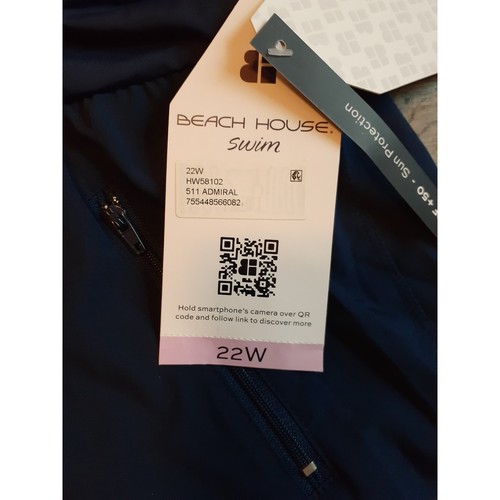 BEACH HOUSE®
swim
22W
HW58102
511 ADMIRAL
755448566082
Hold smartphone's camera over QR
code and follow link to discover more
22W
+50 - Sun Protection